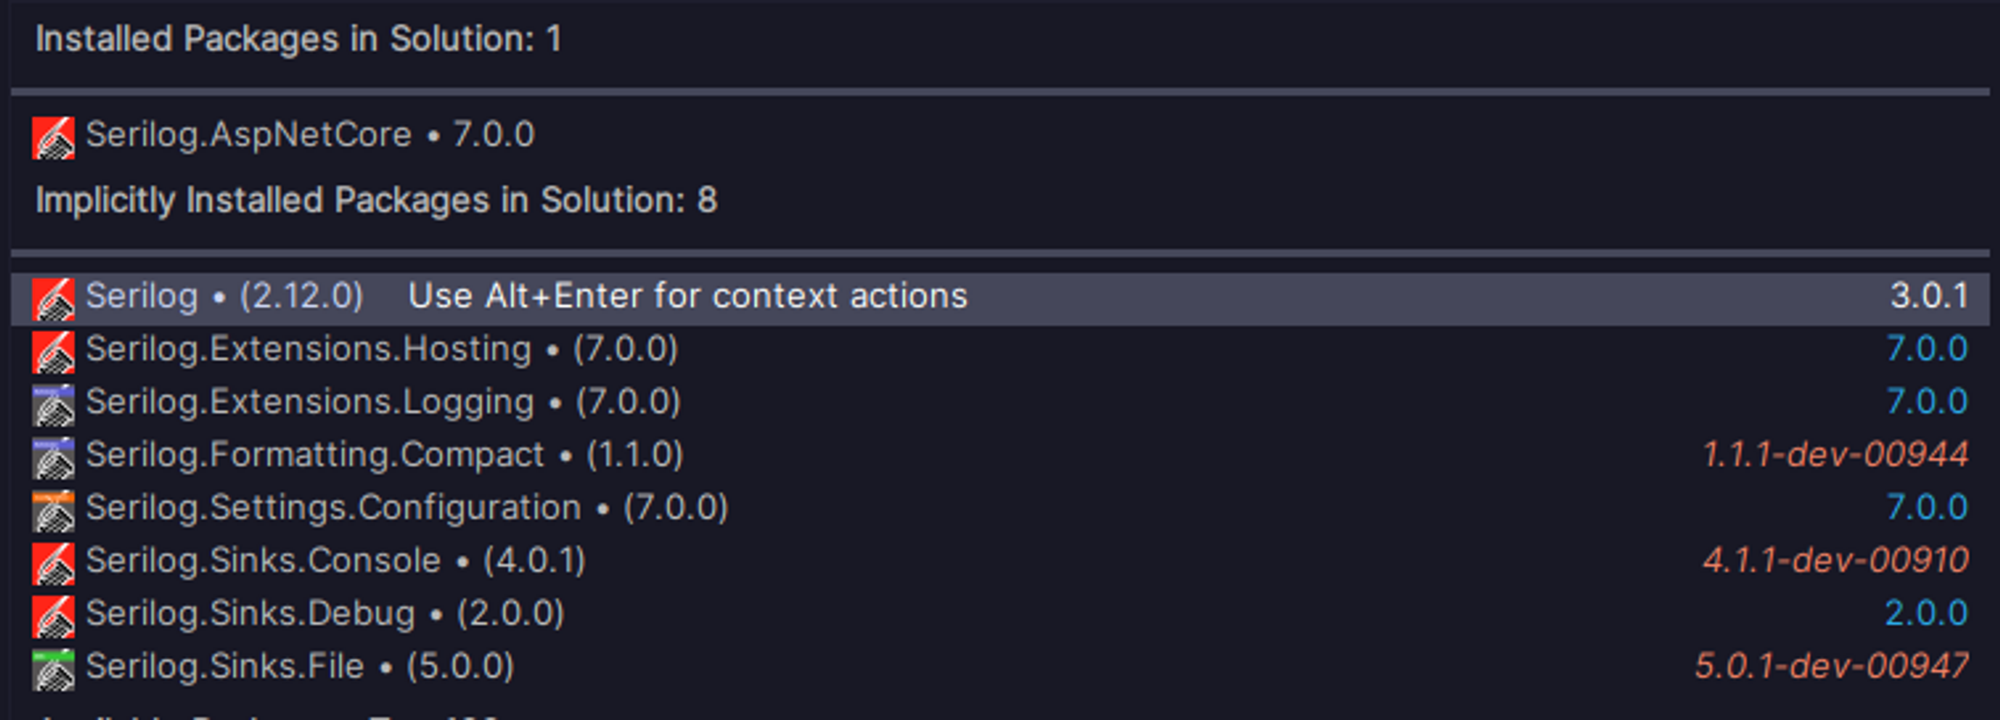 Installed Packages in Solution: 1
Serilog.AspNetCore • 7.0.0
Implicitly Installed Packages in Solution: 8
Serilog • (2.12.0) Use Alt+Enter for context actions 3.0.1
Serilog.Extensions.Hosting • (7.0.0) 7.0.0
Serilog.Extensions.Logging • (7.0.0) 7.0.0
Serilog.Formatting.Compact • (1.1.0) 1.1.1-dev-00944
Serilog.Settings.Configuration • (7.0.0) 7.0.0
Serilog.Sinks.Console • (4.0.1) 4.1.1-dev-00910
Serilog.Sinks.Debug • (2.0.0) 2.0.0
Serilog.Sinks.File • (5.0.0) 5.0.1-dev-00947